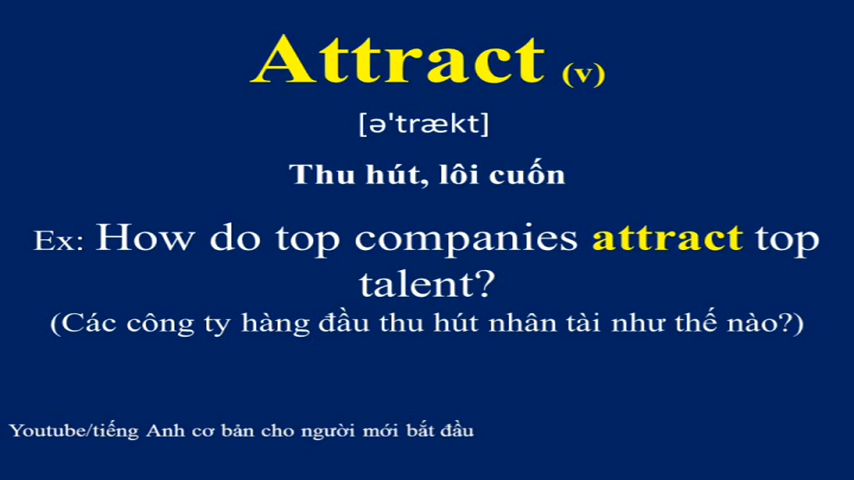 Attract (v)
[ə'trækt]
Thu hút, lôi cuốn
Ex: How do top companies attract top
talent?
(Các công ty hàng đầu thu hút nhân tài như thế nào?)
Youtube/tiếng Anh cơ bản cho người mới bắt đầu